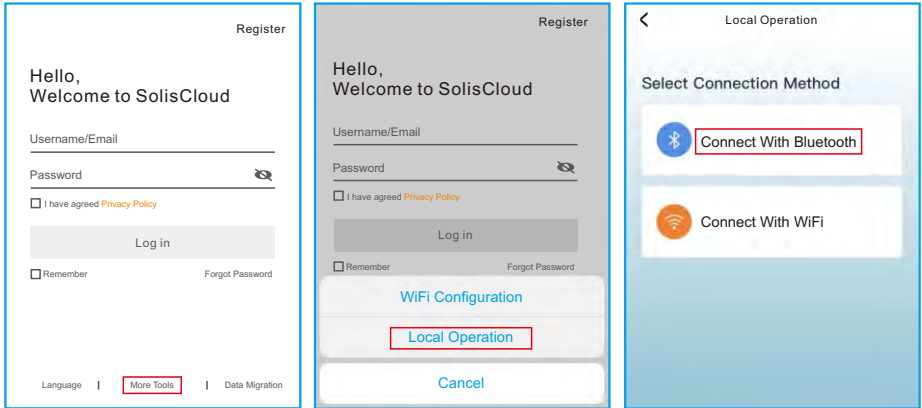 Register
Hello,
Welcome to SolisCloud
Username/Email
Password
I have agreed Privacy Policy
Log in
Remember Forgot Password
Language | More Tools | Data Migration
Register
Hello,
Welcome to SolisCloud
Username/Email
Password
I have agreed Privacy Policy
Log in
Remember Forgot Password
WiFi Configuration
Local Operation
Cancel
Local Operation
Select Connection Method
Connect With Bluetooth
Connect With WiFi